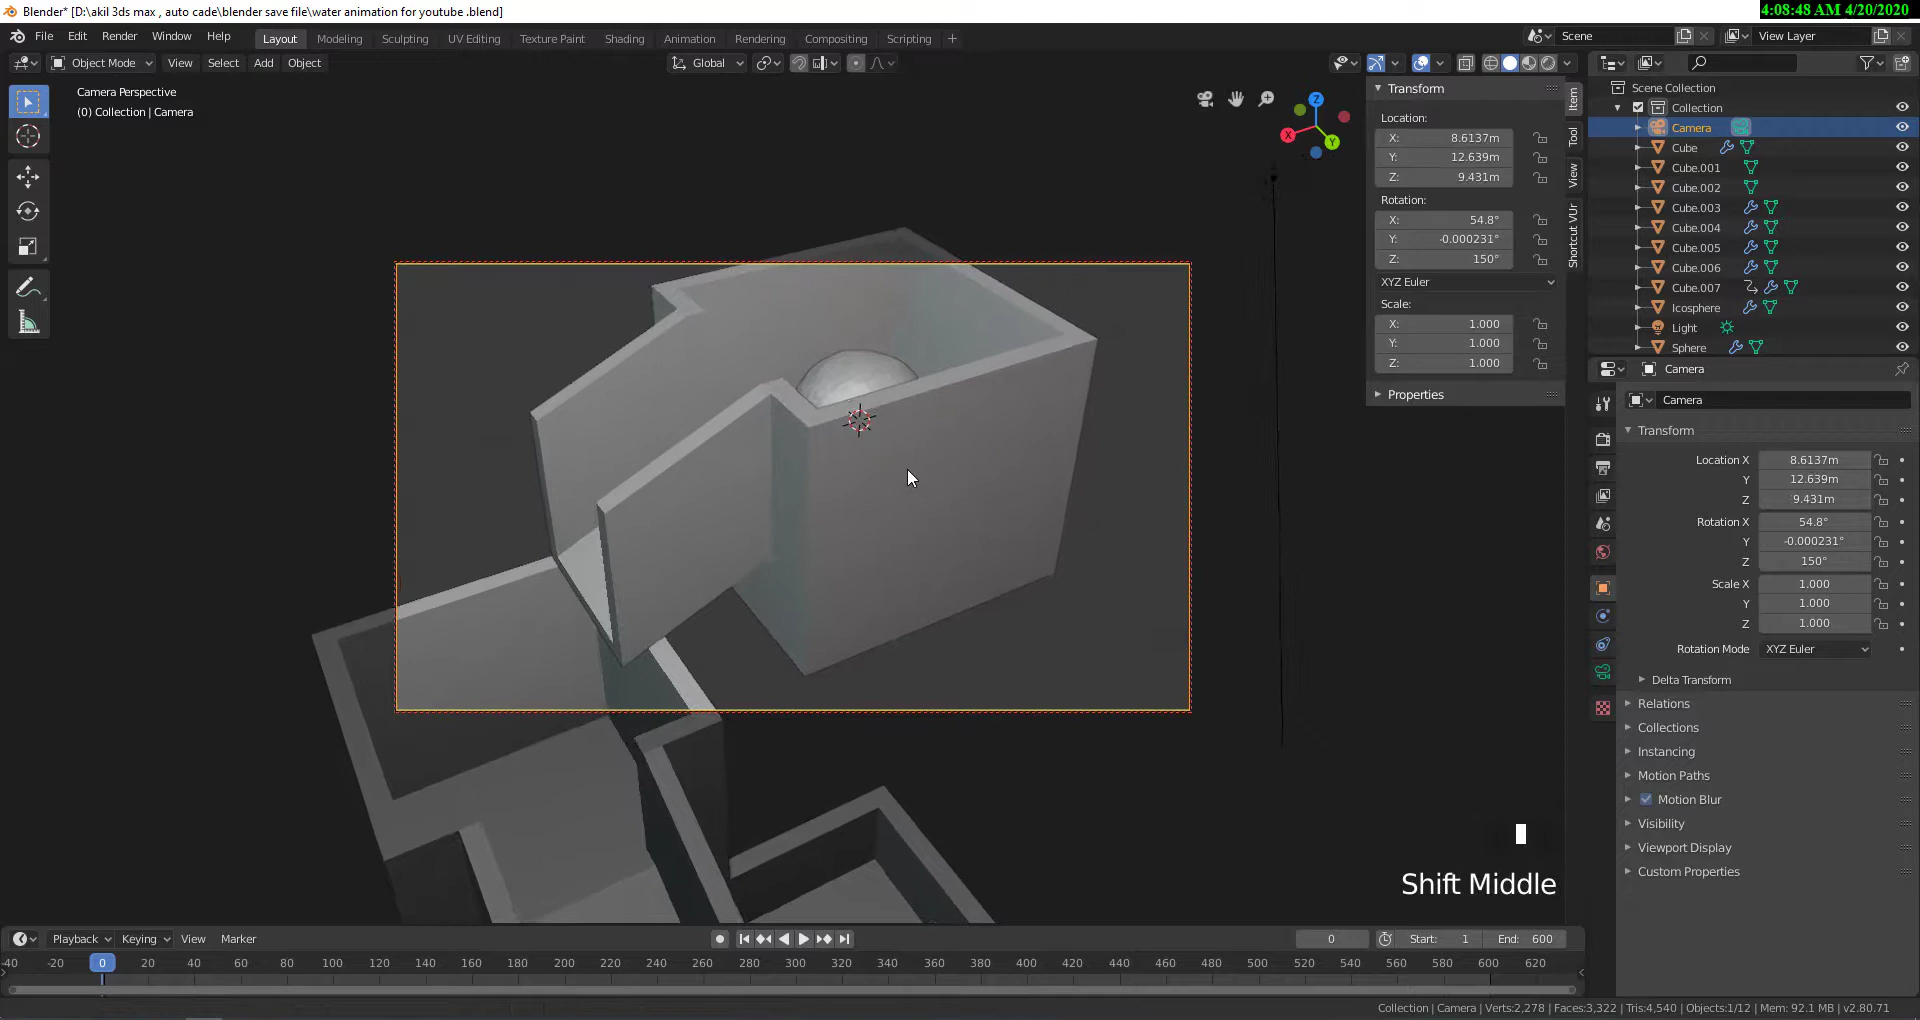 Blender* [D:\akil 3ds max , auto cade\blender save file\water animation for youtube .blend]
4:08:48 AM 4/20/2020
File Edit Render Window Help
Layout Modeling Sculpting UV Editing Texture Paint Shading Animation Rendering Compositing Scripting +
Scene
View Layer
Object Mode View Select Add Object
Global
Camera Perspective
(0) Collection | Camera
Z
X
Y
Transform
Location:
X: 8.6137m
Y: 12.639m
Z: 9.431m
Rotation:
X: 54.8°
Y: -0.000231°
Z: 150°
XYZ Euler
Scale:
X: 1.000
Y: 1.000
Z: 1.000
Properties
Item
Tool
View
Shortcut VUr
Scene Collection
Collection
Camera
Cube
Cube.001
Cube.002
Cube.003
Cube.004
Cube.005
Cube.006
Cube.007
Icosphere
Light
Sphere
Camera
Camera
Transform
Location X 8.6137m
Y 12.639m
Z 9.431m
Rotation X 54.8°
Y -0.000231°
Z 150°
Scale X 1.000
Y 1.000
Z 1.000
Rotation Mode XYZ Euler
Delta Transform
Relations
Collections
Instancing
Motion Paths
Motion Blur
Visibility
Viewport Display
Custom Properties
Shift Middle
Playback Keying View Marker
0 Start: 1 End: 600
-40 -20 0 20 40 60 80 100 120 140 160 180 200 220 240 260 280 300 320 340 360 380 400 420 440 460 480 500 520 540 560 580 600 620
Collection | Camera | Verts:2,278 | Faces:3,322 | Tris:4,540 | Objects:1/12 | Mem: 92.1 MB | v2.80.71